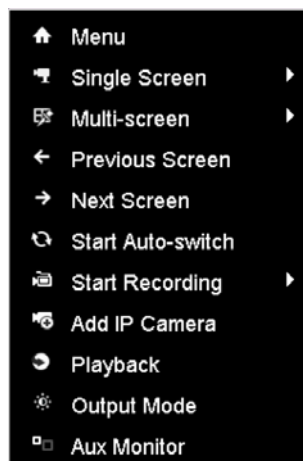 Menu
Single Screen
Multi-screen
Previous Screen
Next Screen
Start Auto-switch
Start Recording
Add IP Camera
Playback
Output Mode
Aux Monitor